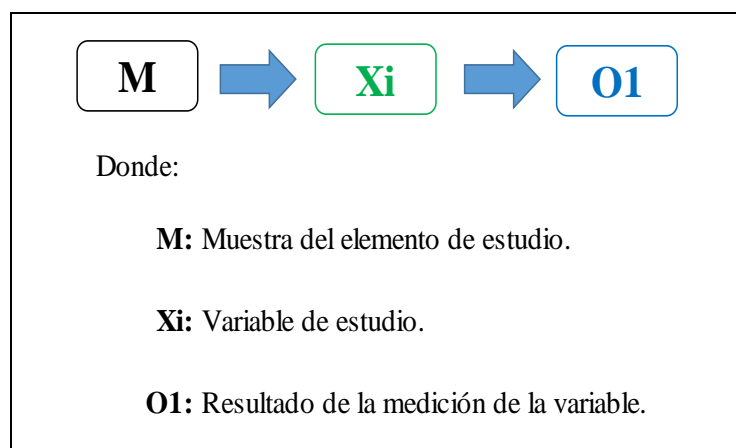 M Xi O1
Donde:
M: Muestra del elemento de estudio.
Xi: Variable de estudio.
O1: Resultado de la medición de la variable.